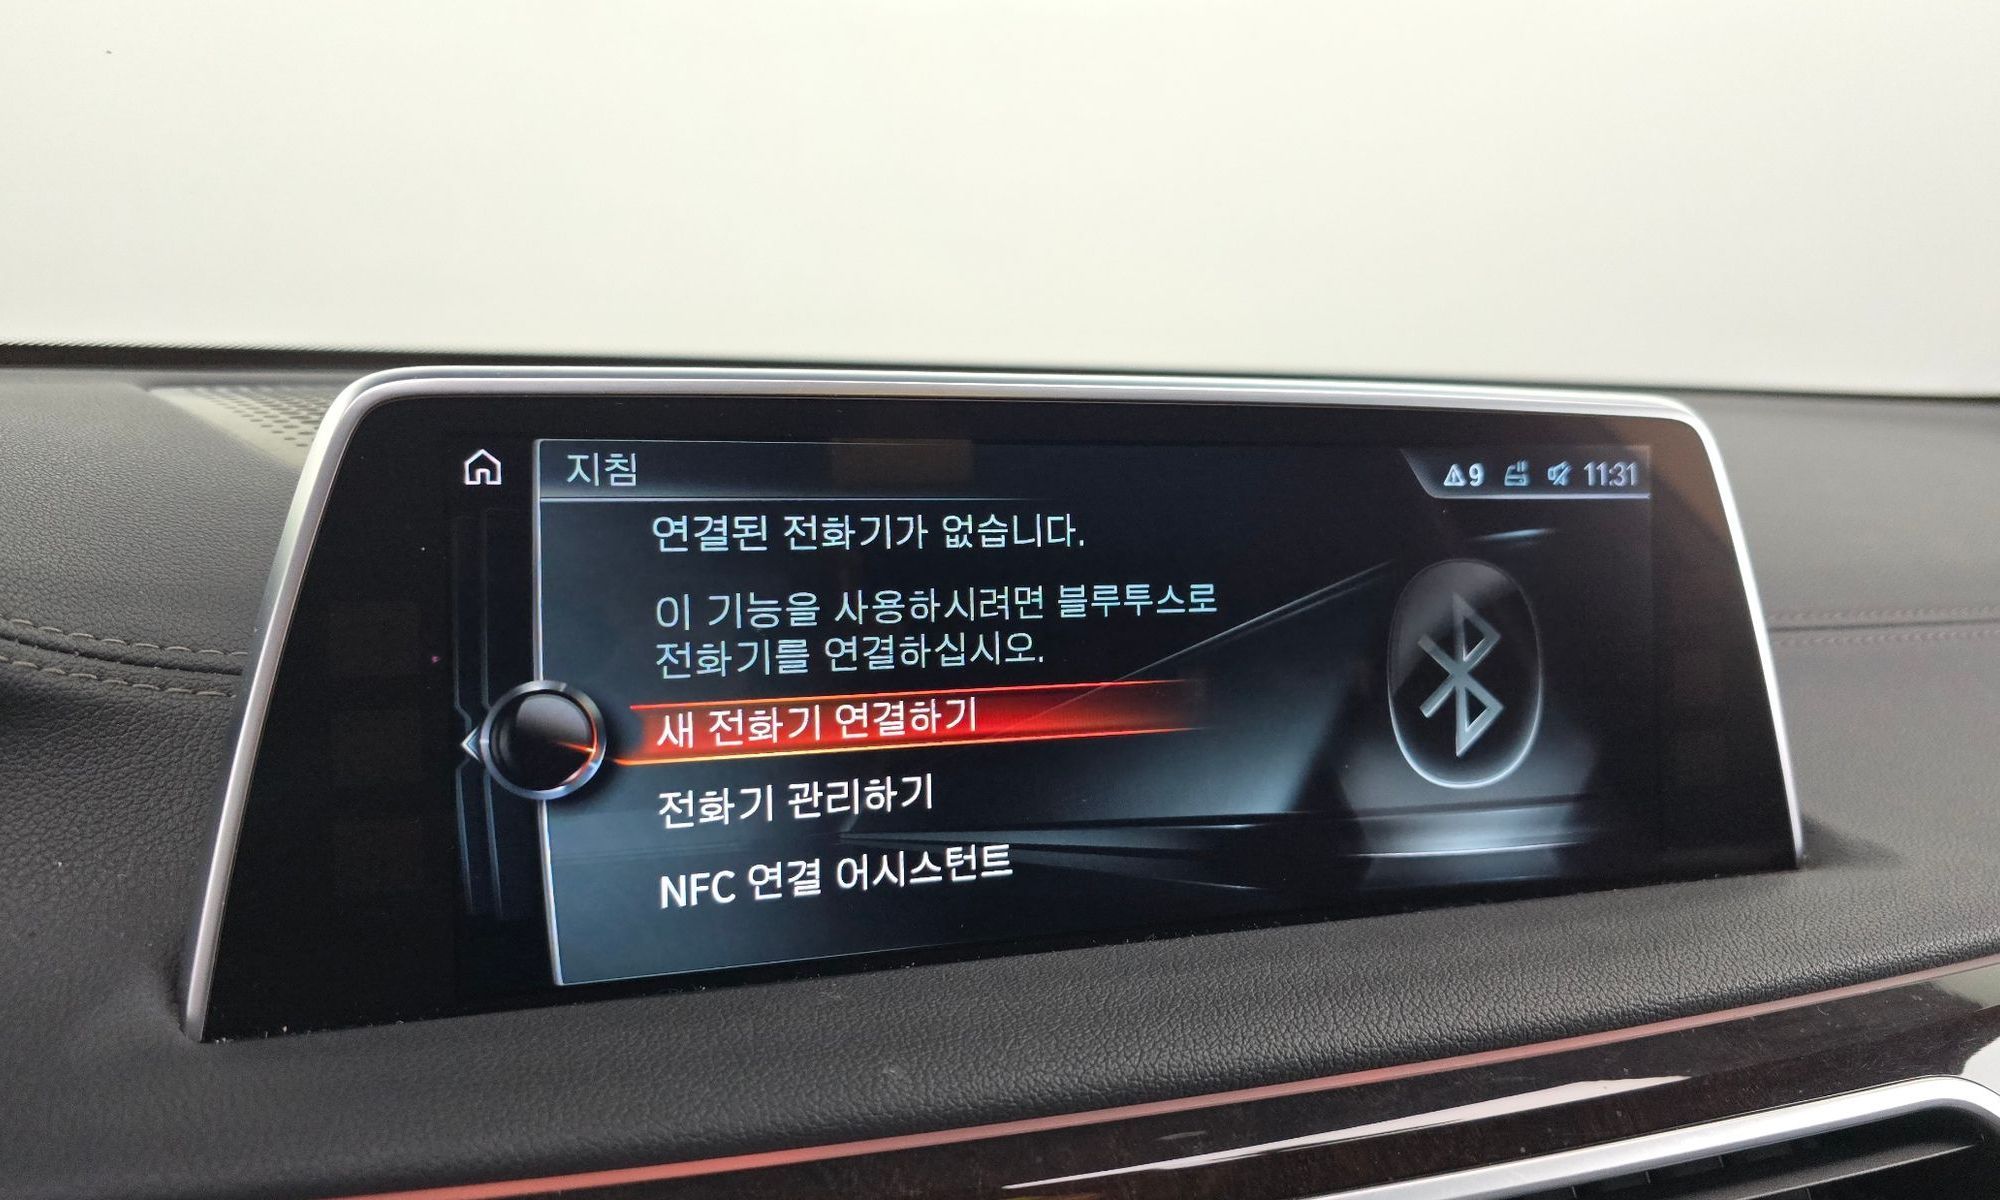 지침
9 11:31
연결된 전화기가 없습니다.
이 기능을 사용하시려면 블루투스로
전화기를 연결하십시오.
새 전화기 연결하기
전화기 관리하기
NFC 연결 어시스턴트